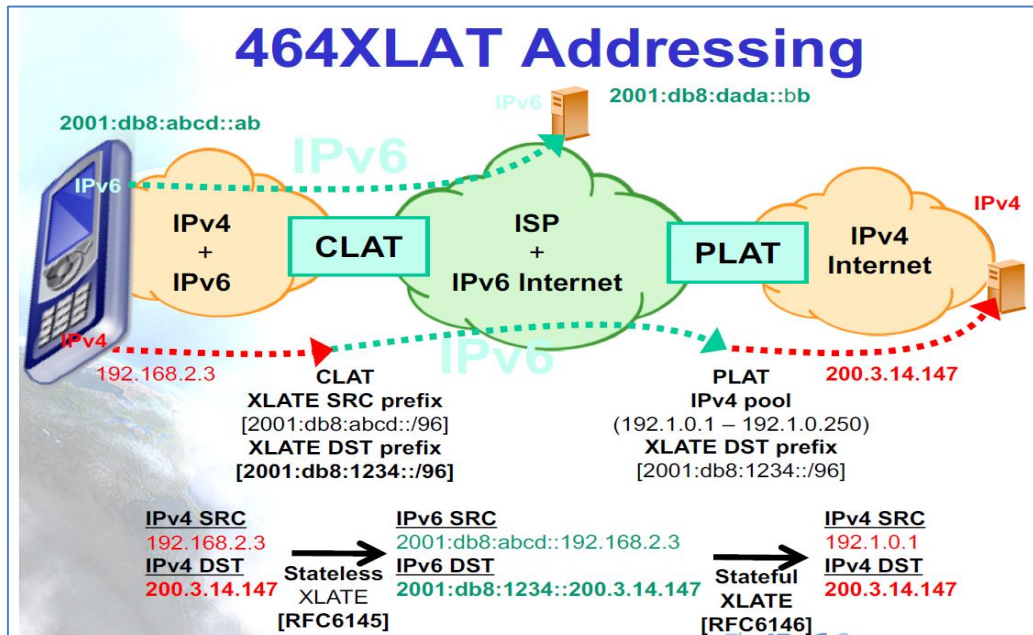 464XLAT Addressing
2001:db8:abcd::ab
IPv6
2001:db8:dada::bb
IPv6
IPv6
IPv4
+
IPv6
CLAT
ISP
+
IPv6 Internet
PLAT
IPv4
Internet
IPv4
IPv4
192.168.2.3
IPv6
CLAT
XLATE SRC prefix
[2001:db8:abcd::/96]
XLATE DST prefix
[2001:db8:1234::/96]
PLAT
IPv4 pool
(192.1.0.1 – 192.1.0.250)
XLATE DST prefix
[2001:db8:1234::/96]
200.3.14.147
IPv4 SRC
192.168.2.3
IPv4 DST
200.3.14.147
Stateless
XLATE
[RFC6145]
IPv6 SRC
2001:db8:abcd::192.168.2.3
IPv6 DST
2001:db8:1234::200.3.14.147
Stateful
XLATE
[RFC6146]
IPv4 SRC
192.1.0.1
IPv4 DST
200.3.14.147